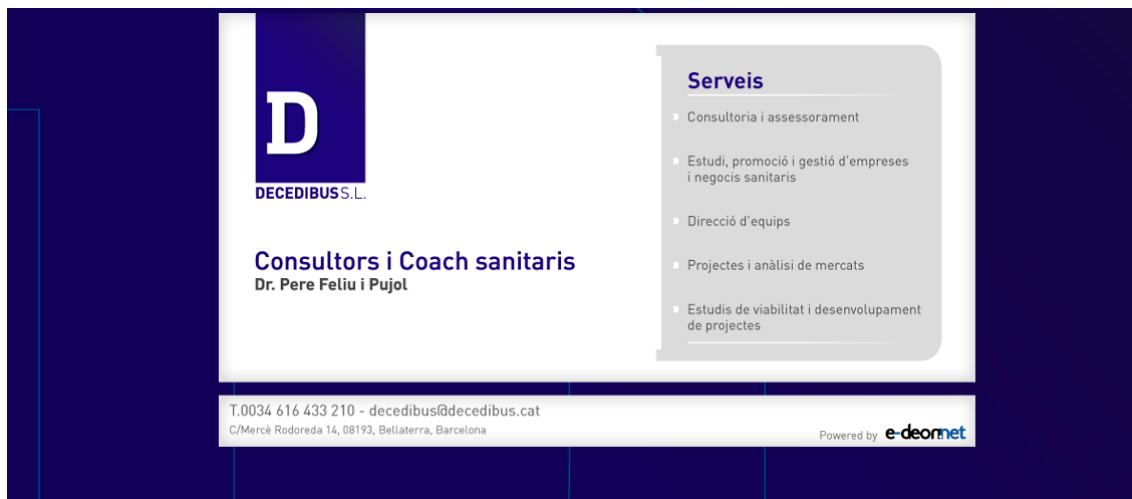 D
DECEDIBUS S.L.
Consultors i Coach sanitaris
Dr. Pere Feliu i Pujol
Serveis
Consultoria i assessorament
Estudi, promoció i gestió d'empreses
i negocis sanitaris
Direcció d'equips
Projectes i anàlisi de mercats
Estudis de viabilitat i desenvolupament
de projectes
T.0034 616 433 210 - decedibus@decedibus.cat
C/Mercè Rodoreda 14, 08193, Bellaterra, Barcelona
Powered by e-deon.net